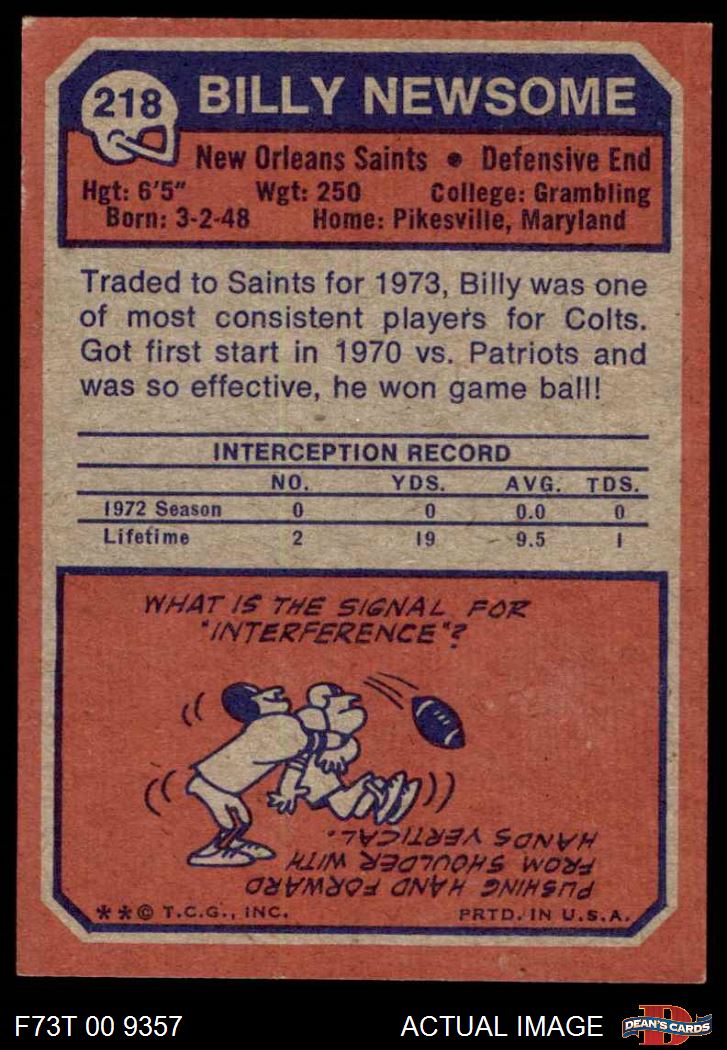 218
BILLY NEWSOME
New Orleans Saints • Defensive End
Hgt: 6'5" Wgt: 250 College: Grambling
Born: 3-2-48 Home: Pikesville, Maryland
Traded to Saints for 1973, Billy was one
of most consistent players for Colts.
Got first start in 1970 vs. Patriots and
was so effective, he won game ball!
INTERCEPTION RECORD
NO. YDS. AVG. TDS.
1972 Season 0 0 0.0 0
Lifetime 2 19 9.5 1
WHAT IS THE SIGNAL FOR
"INTERFERENCE"?
PUSHING HAND FORWARD
FROM SHOULDER WITH
HANDS VERTICAL.
**© T.C.G., INC. PRTD. IN U.S.A.
F73T 00 9357 ACTUAL IMAGE
D
DEAN'S CARDS